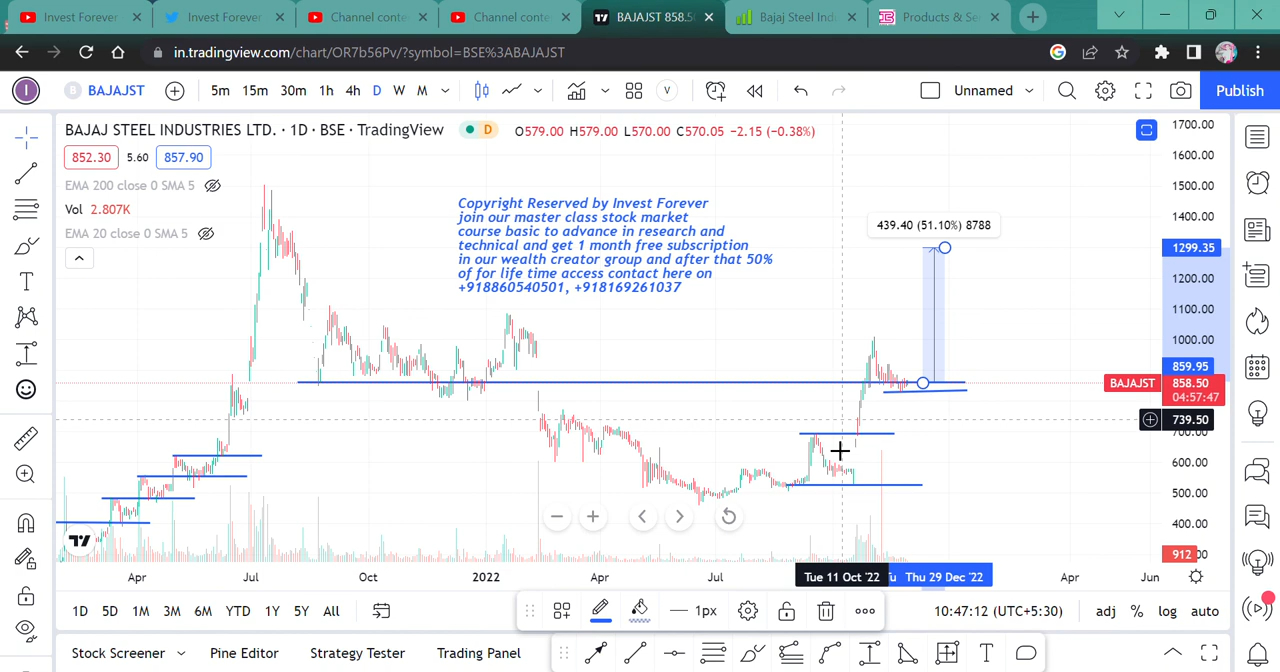 Invest Forever
Invest Forever
Channel conte
Channel conte
BAJAJST 858.5
Bajaj Steel Ind
Products & Se
in.tradingview.com/chart/OR7b56Pv/?symbol=BSE%3ABAJAJST
I
B BAJAJST
5m 15m 30m 1h 4h D W M
V
Unnamed
Publish
BAJAJ STEEL INDUSTRIES LTD. · 1D · BSE · TradingView
D
O579.00 H579.00 L570.00 C570.05 −2.15 (−0.38%)
852.30 5.60 857.90
EMA 200 close 0 SMA 5
Vol 2.807K
EMA 20 close 0 SMA 5
Copyright Reserved by Invest Forever
join our master class stock market
course basic to advance in research and
technical and get 1 month free subscription
in our wealth creator group and after that 50%
of for life time access contact here on
+918860540501, +918169261037
439.40 (51.10%) 8788
1700.00
1600.00
1500.00
1400.00
1299.35
1200.00
1100.00
1000.00
859.95
BAJAJST 858.50
04:57:47
739.50
600.00
500.00
400.00
912
Apr Jul Oct 2022 Apr Jul Tue 11 Oct '22 Thu 29 Dec '22 Apr Jun
1D 5D 1M 3M 6M YTD 1Y 5Y All
1px
10:47:12 (UTC+5:30) adj % log auto
Stock Screener Pine Editor Strategy Tester Trading Panel